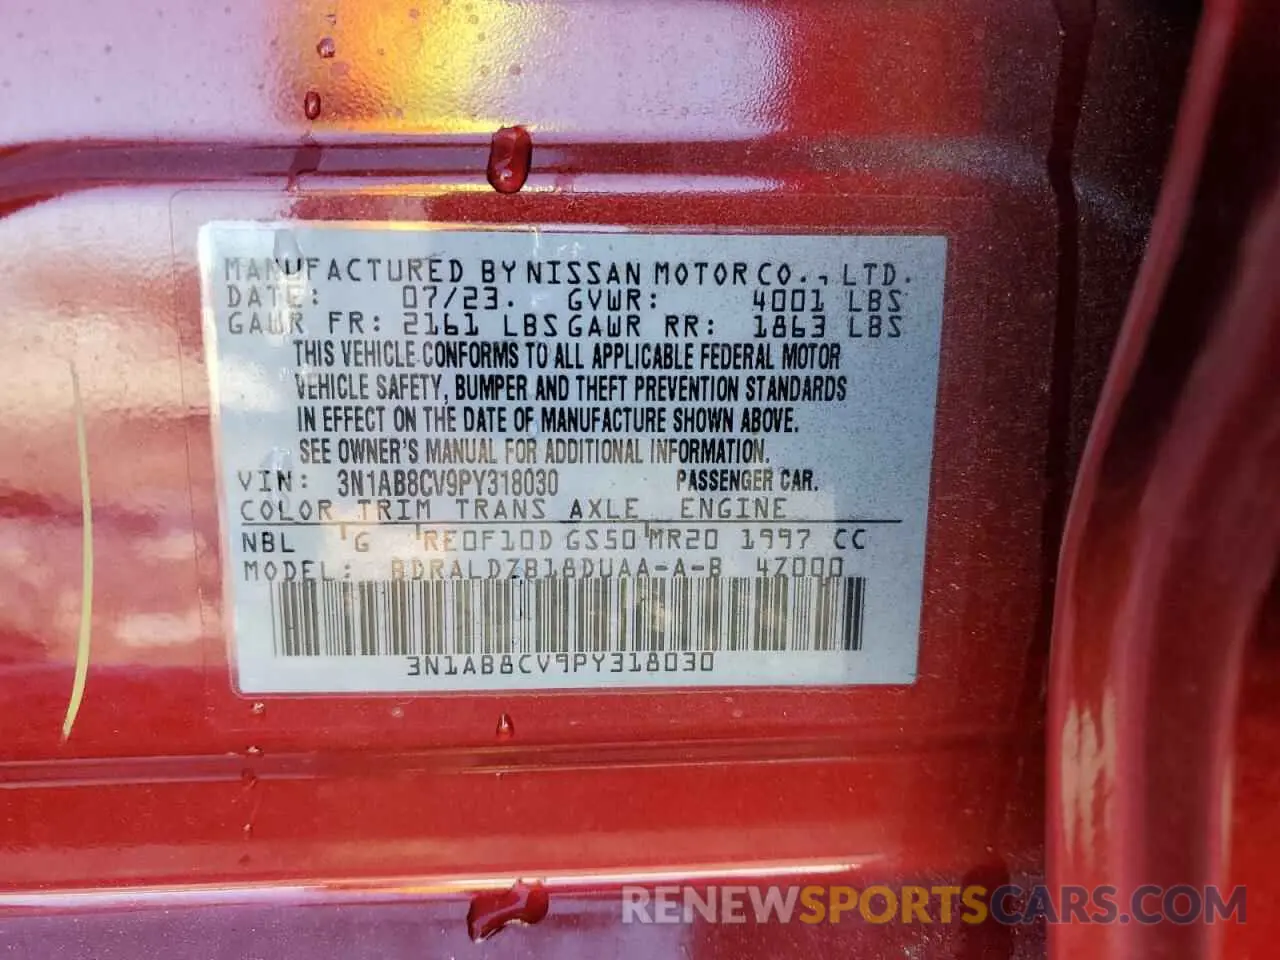 MANUFACTURED BY NISSAN MOTOR CO., LTD.
DATE: 07/23. GVWR: 4001 LBS
GAWR FR: 2161 LBS GAWR RR: 1863 LBS
THIS VEHICLE CONFORMS TO ALL APPLICABLE FEDERAL MOTOR
VEHICLE SAFETY, BUMPER AND THEFT PREVENTION STANDARDS
IN EFFECT ON THE DATE OF MANUFACTURE SHOWN ABOVE.
SEE OWNER'S MANUAL FOR ADDITIONAL INFORMATION.
VIN: 3N1AB8CV9PY318030 PASSENGER CAR.
COLOR TRIM TRANS AXLE ENGINE
NBL G RE0F10D GS50 MR20 1997 CC
MODEL: BDRALDZB18DUAA-A-B 4Z000
3N1AB8CV9PY318030
RENEWSPORTSCARS.COM